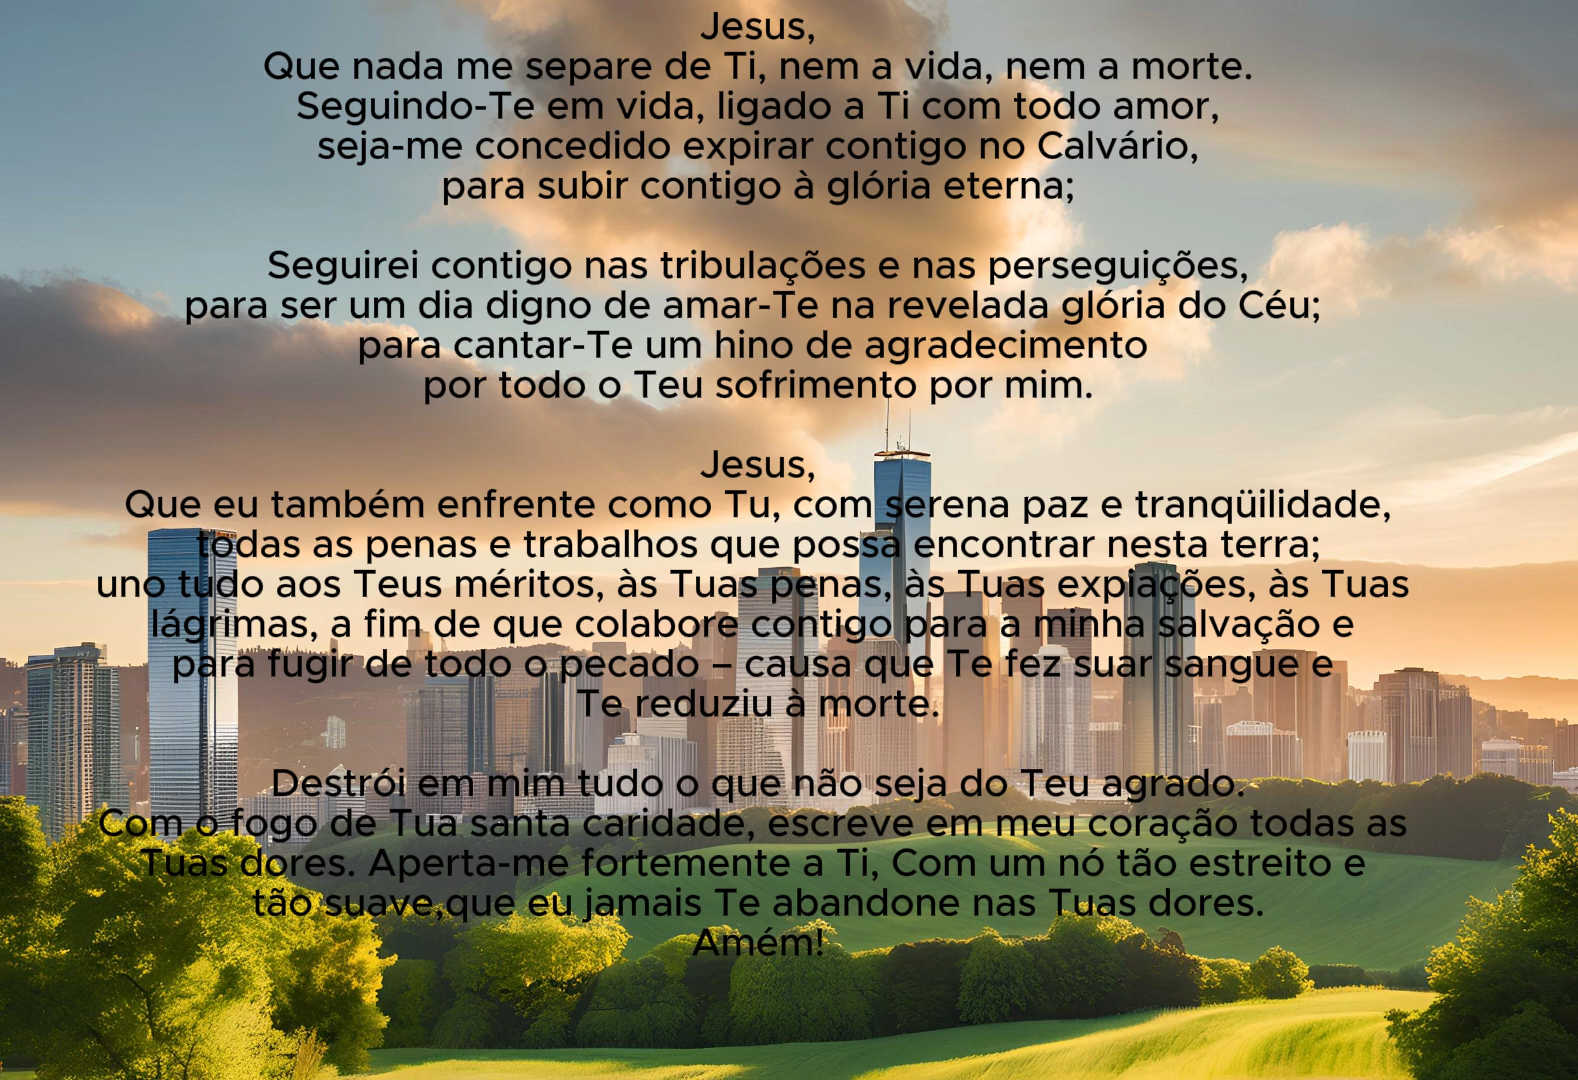 Jesus,
Que nada me separe de Ti, nem a vida, nem a morte.
Seguindo-Te em vida, ligado a Ti com todo amor,
seja-me concedido expirar contigo no Calvário,
para subir contigo à glória eterna;
Seguirei contigo nas tribulações e nas perseguições,
para ser um dia digno de amar-Te na revelada glória do Céu;
para cantar-Te um hino de agradecimento
por todo o Teu sofrimento por mim.
Jesus,
Que eu também enfrente como Tu, com serena paz e tranqüilidade,
todas as penas e trabalhos que possa encontrar nesta terra;
uno tudo aos Teus méritos, às Tuas penas, às Tuas expiações, às Tuas
lágrimas, a fim de que colabore contigo para a minha salvação e
para fugir de todo o pecado – causa que Te fez suar sangue e
Te reduziu à morte.
Destrói em mim tudo o que não seja do Teu agrado.
Com o fogo de Tua santa caridade, escreve em meu coração todas as
Tuas dores. Aperta-me fortemente a Ti, Com um nó tão estreito e
tão suave,que eu jamais Te abandone nas Tuas dores.
Amém!